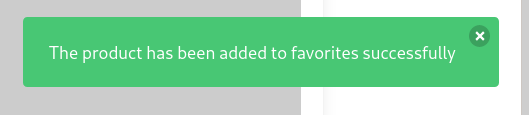 The product has been added to favorites successfully